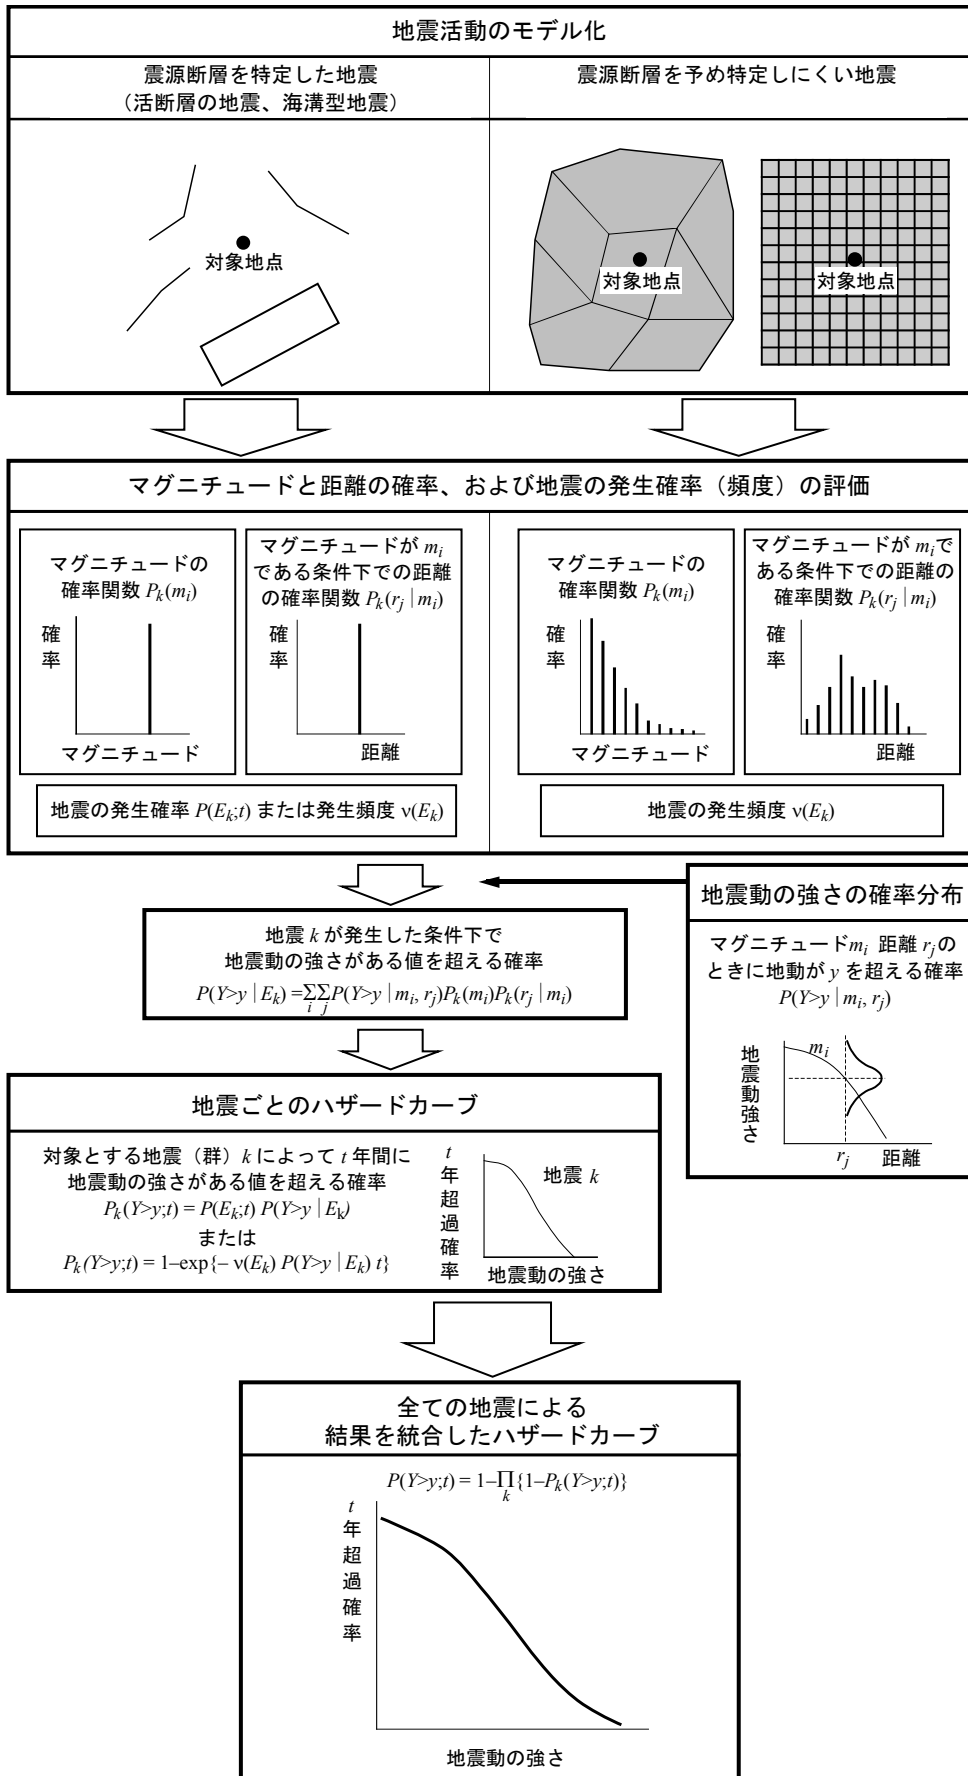 地震活動のモデル化
震源断層を特定した地震
（活断層の地震、海溝型地震）
震源断層を予め特定しにくい地震
対象地点
対象地点
対象地点
マグニチュードと距離の確率、および地震の発生確率（頻度）の評価
マグニチュードの
確率関数 Pk(mi)
確率
マグニチュード
マグニチュードが mi
である条件下での距離
の確率関数 Pk(rj | mi)
確率
距離
地震の発生確率 P(Ek;t) または発生頻度 ν(Ek)
マグニチュードの
確率関数 Pk(mi)
確率
マグニチュード
マグニチュードが miで
ある条件下での距離の
確率関数 Pk(rj | mi)
確率
距離
地震の発生頻度 ν(Ek)
地震動の強さの確率分布
マグニチュードmi 距離 rjの
ときに地動が y を超える確率
P(Y>y | mi, rj)
地震動強さ
mi
rj
距離
地震 k が発生した条件下で
地震動の強さがある値を超える確率
P(Y>y | Ek) =ΣiΣjP(Y>y | mi, rj)Pk(mi)Pk(rj | mi)
地震ごとのハザードカーブ
対象とする地震（群）k によって t 年間に
地震動の強さがある値を超える確率
Pk(Y>y;t) = P(Ek;t) P(Y>y | Ek)
または
Pk(Y>y;t) = 1–exp{– ν(Ek) P(Y>y | Ek) t}
t年超過確率
地震 k
地震動の強さ
全ての地震による
結果を統合したハザードカーブ
P(Y>y;t) = 1–Πk{1–Pk(Y>y;t)}
t年超過確率
地震動の強さ